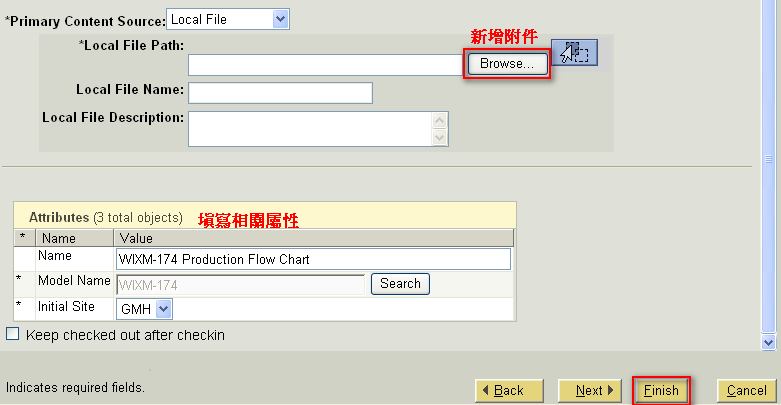 *Primary Content Source: Local File
新增附件
*Local File Path:
Browse...
Local File Name:
Local File Description:
Attributes (3 total objects) 填寫相關屬性
* Name Value
Name WIXM-174 Production Flow Chart
* Model Name WIXM-174 Search
* Initial Site GMH
Keep checked out after checkin
Indicates required fields. Back Next Finish Cancel